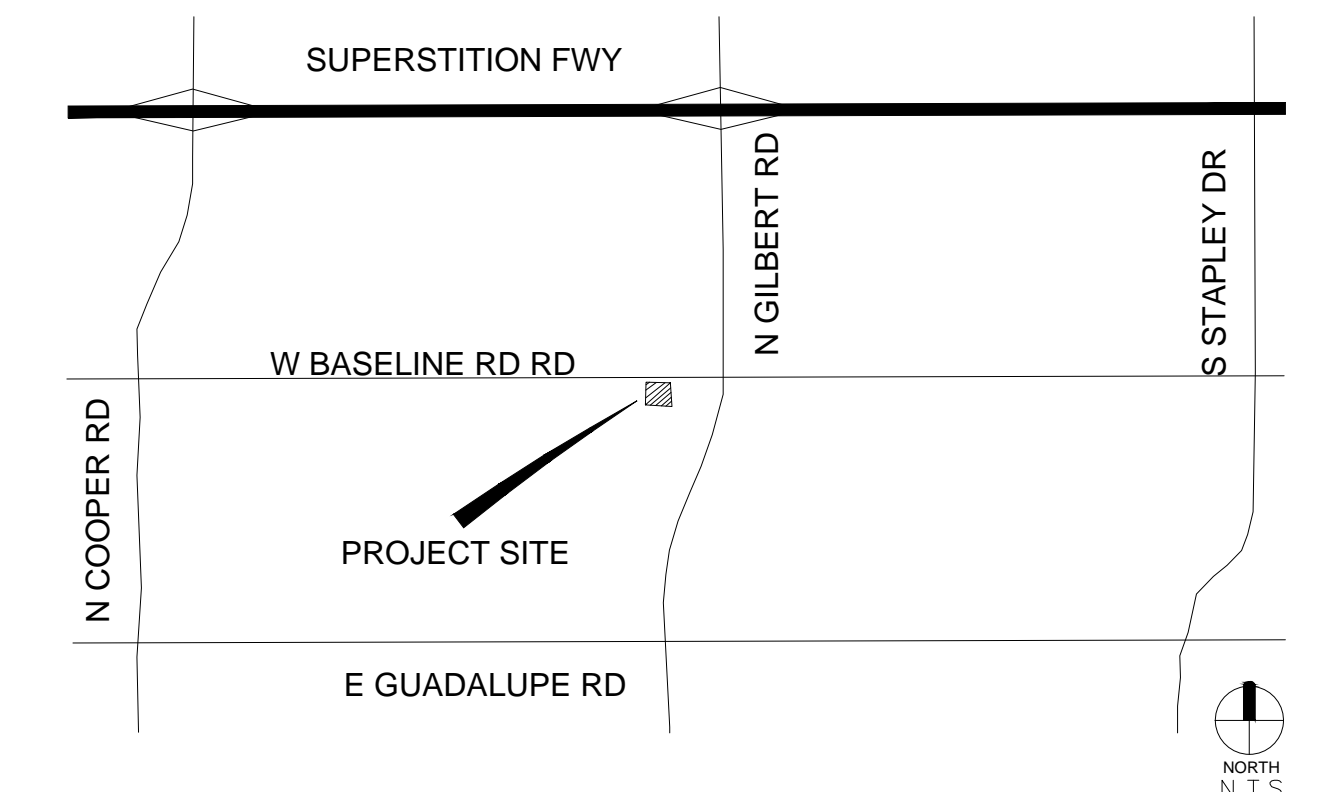 SUPERSTITION FWY
N GILBERT RD
S STAPLEY DR
W BASELINE RD RD
N COOPER RD
PROJECT SITE
E GUADALUPE RD
NORTH
N T S